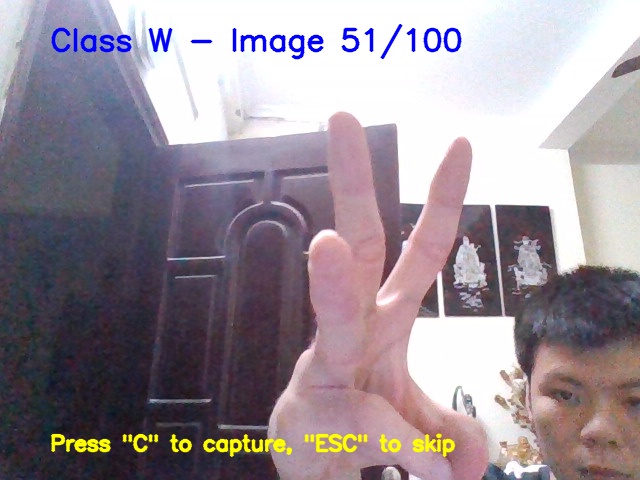 Class W - Image 51/100
Press "C" to capture, "ESC" to skip